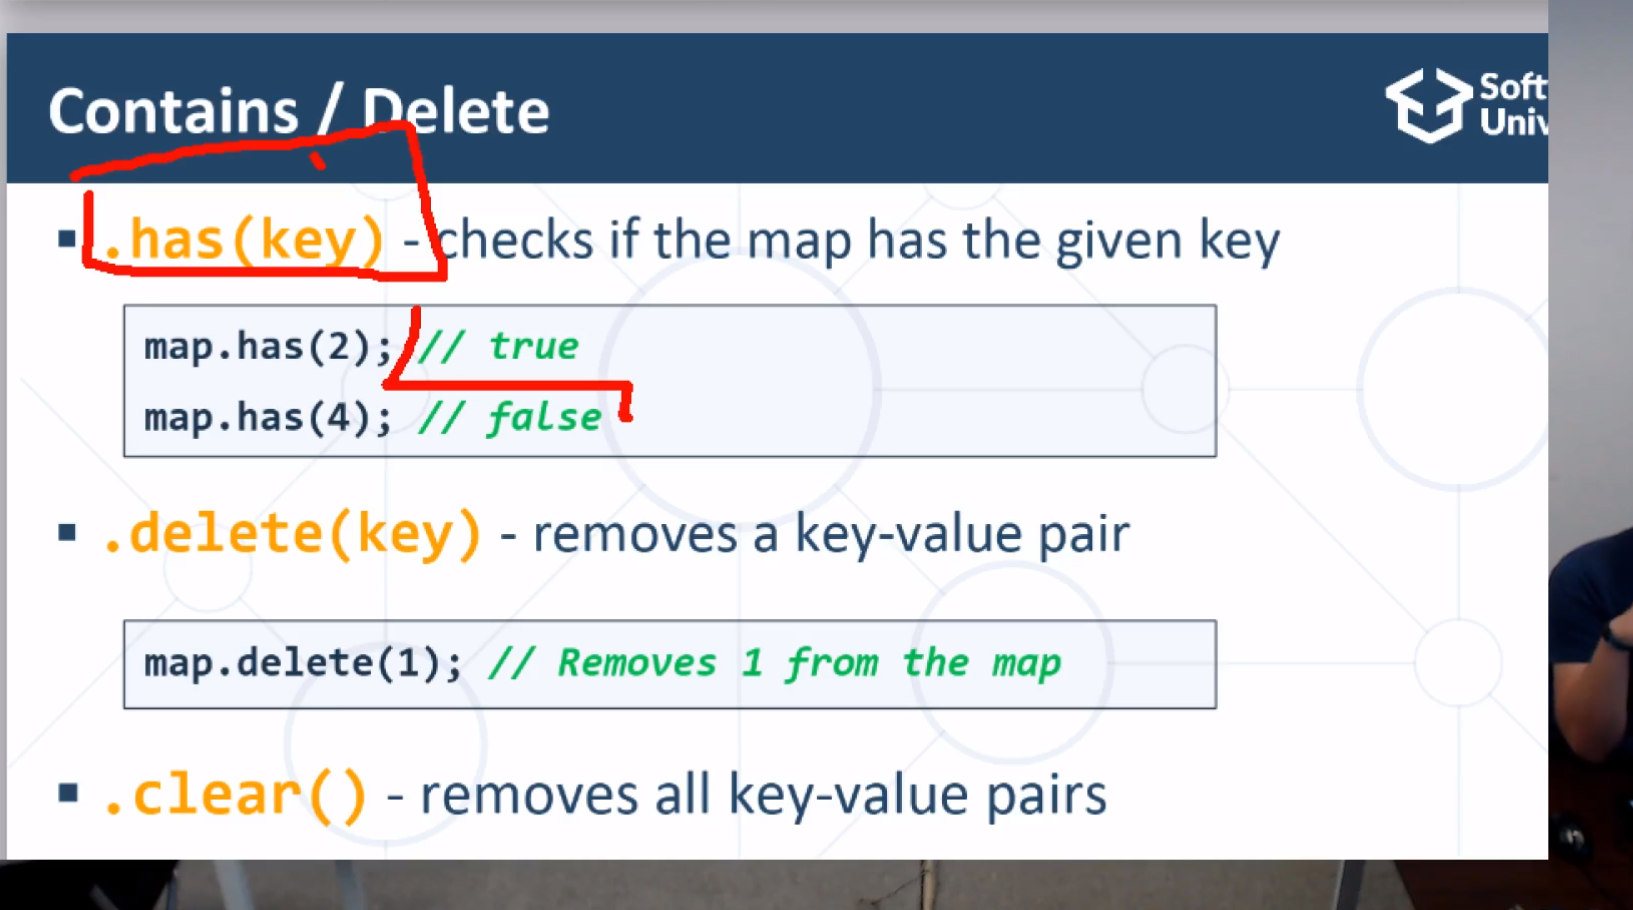 Contains / Delete
Soft
Univ
.has(key) - checks if the map has the given key
map.has(2); // true
map.has(4); // false
.delete(key) - removes a key-value pair
map.delete(1); // Removes 1 from the map
.clear() - removes all key-value pairs